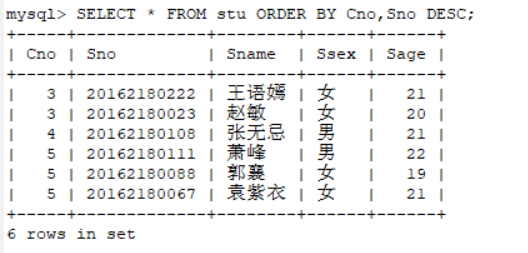 mysql> SELECT * FROM stu ORDER BY Cno,Sno DESC;
+-----+-------------+--------+------+------+
| Cno | Sno | Sname | Ssex | Sage |
+-----+-------------+--------+------+------+
| 3 | 20162180222 | 王语嫣 | 女 | 21 |
| 3 | 20162180023 | 赵敏 | 女 | 20 |
| 4 | 20162180108 | 张无忌 | 男 | 21 |
| 5 | 20162180111 | 萧峰 | 男 | 22 |
| 5 | 20162180088 | 郭襄 | 女 | 19 |
| 5 | 20162180067 | 袁紫衣 | 女 | 21 |
+-----+-------------+--------+------+------+
6 rows in set